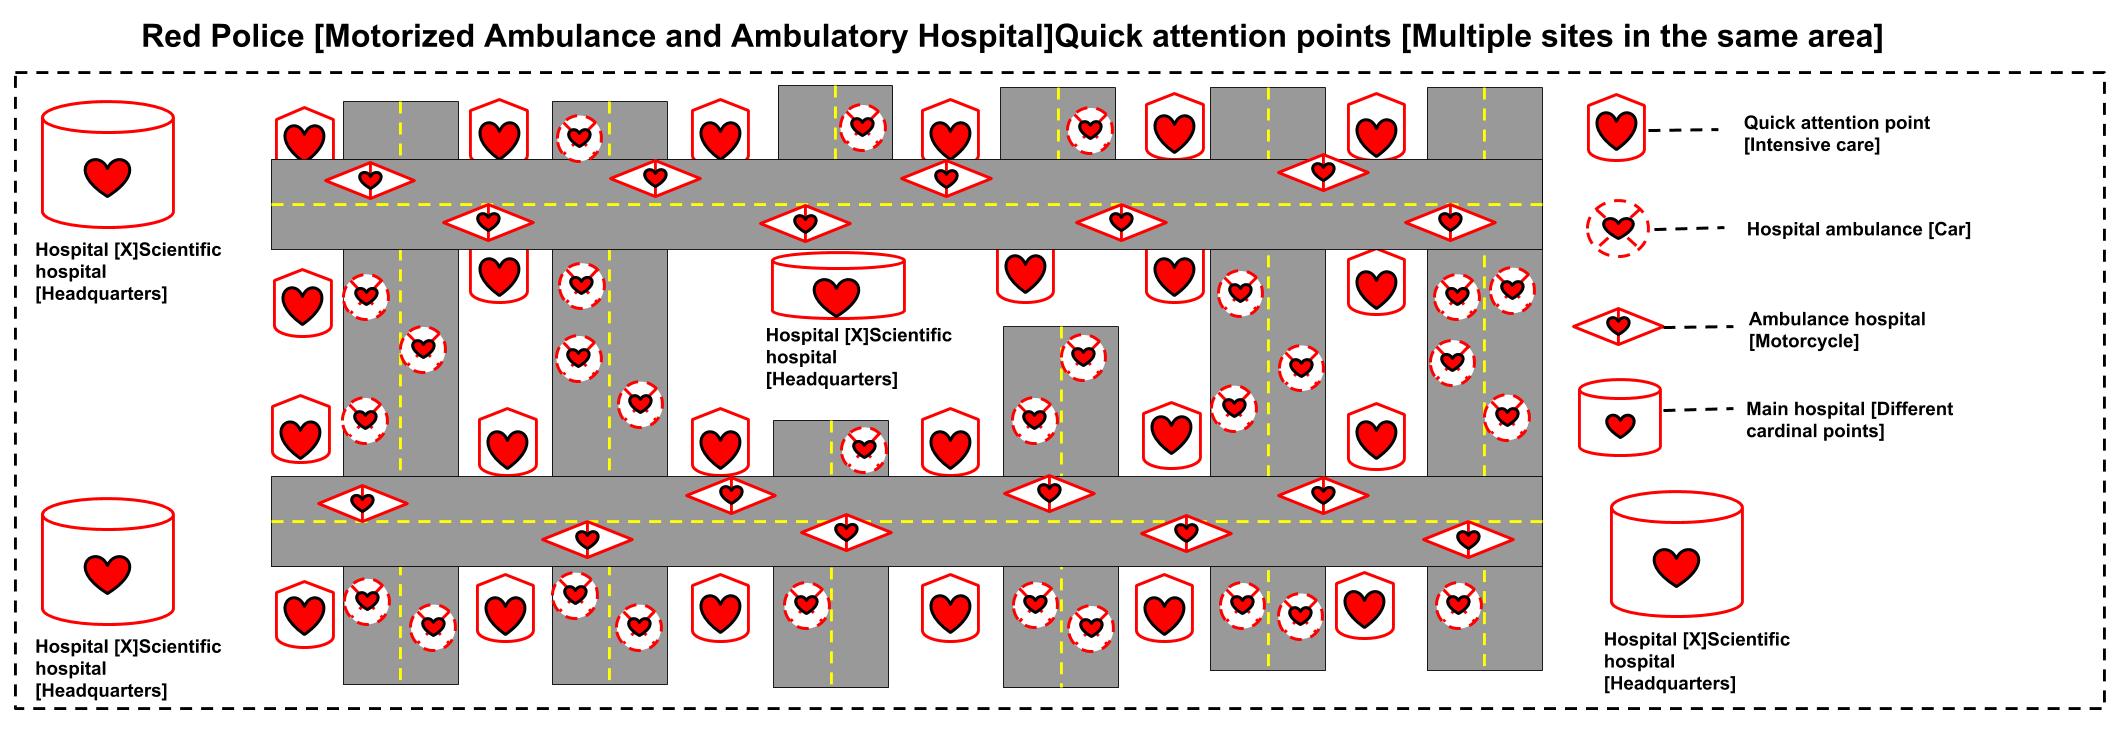 Red Police [Motorized Ambulance and Ambulatory Hospital]Quick attention points [Multiple sites in the same area]
Hospital [X]Scientific
hospital
[Headquarters]
Hospital [X]Scientific
hospital
[Headquarters]
Hospital [X]Scientific
hospital
[Headquarters]
Quick attention point
[Intensive care]
Hospital ambulance [Car]
Ambulance hospital
[Motorcycle]
Main hospital [Different
cardinal points]
Hospital [X]Scientific
hospital
[Headquarters]